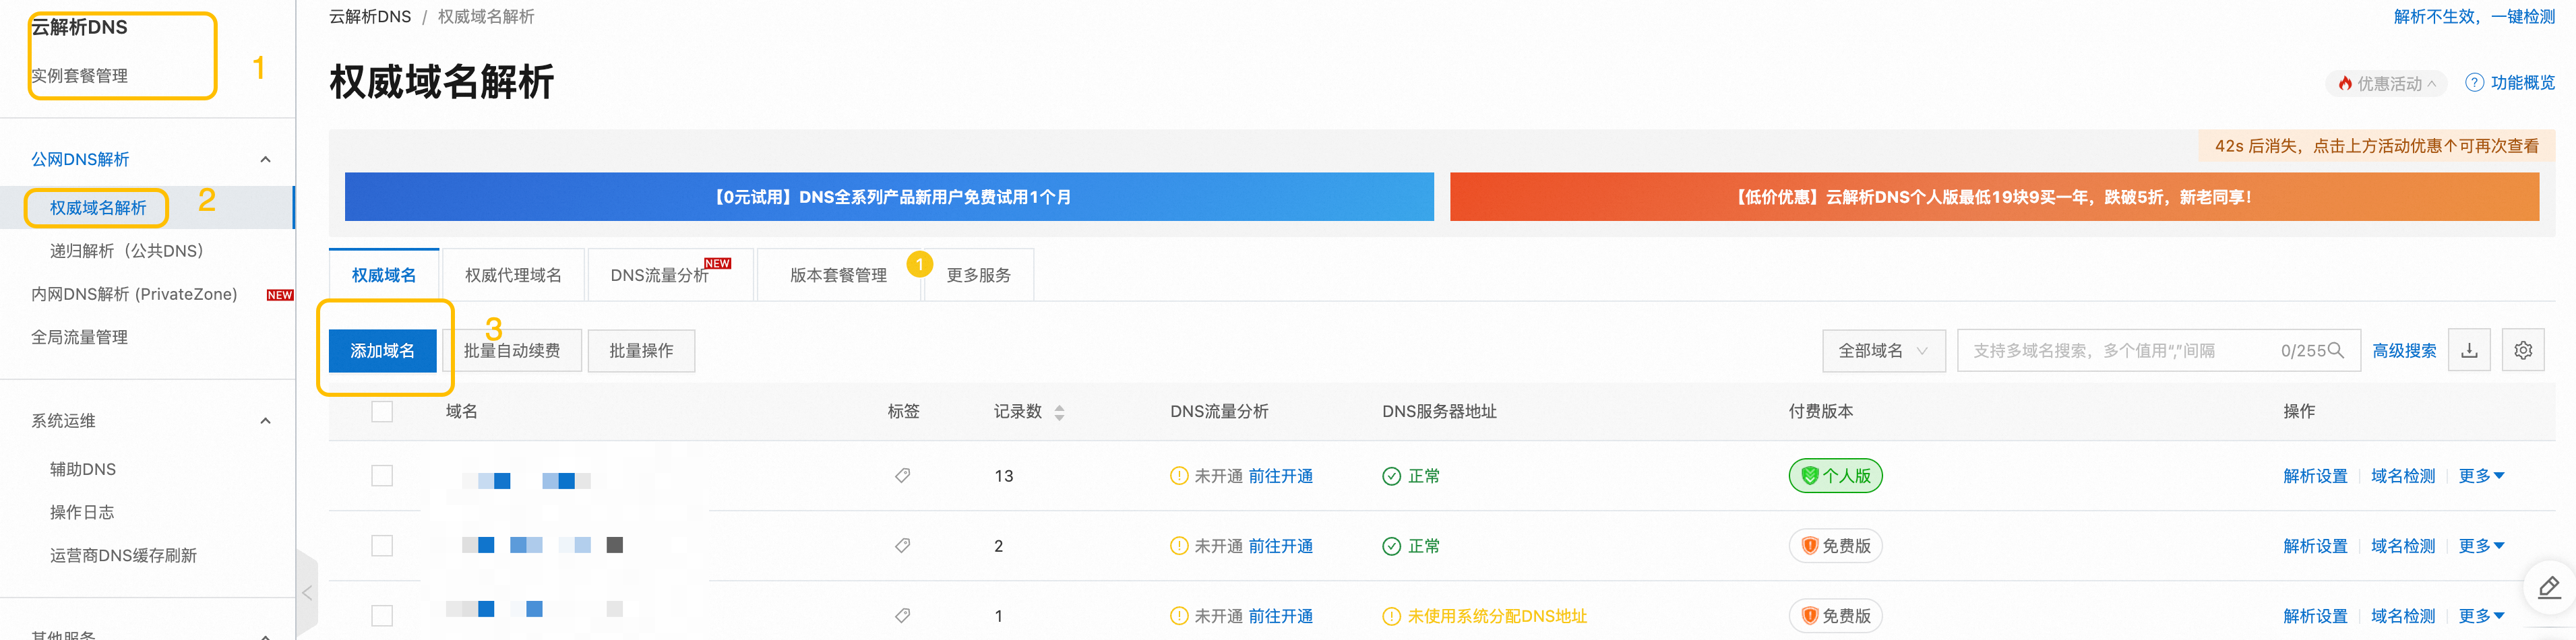 云解析DNS
实例套餐管理
1
公网DNS解析
权威域名解析
2
递归解析（公共DNS）
内网DNS解析 (PrivateZone)
NEW
全局流量管理
系统运维
辅助DNS
操作日志
运营商DNS缓存刷新
其他服务
云解析DNS / 权威域名解析
解析不生效，一键检测
权威域名解析
优惠活动
? 功能概览
42s 后消失，点击上方活动优惠个可再次查看
【0元试用】DNS全系列产品新用户免费试用1个月
【低价优惠】云解析DNS个人版最低19块9买一年，跌破5折，新老同享！
权威域名
权威代理域名
DNS流量分析
NEW
版本套餐管理
1
更多服务
添加域名
3
批量自动续费
批量操作
全部域名
支持多域名搜索，多个值用“,”间隔
0/255
高级搜索
域名 标签 记录数 DNS流量分析 DNS服务器地址 付费版本 操作
13 未开通 前往开通 正常 个人版 解析设置 域名检测 更多
2 未开通 前往开通 正常 免费版 解析设置 域名检测 更多
1 未开通 前往开通 未使用系统分配DNS地址 免费版 解析设置 域名检测 更多